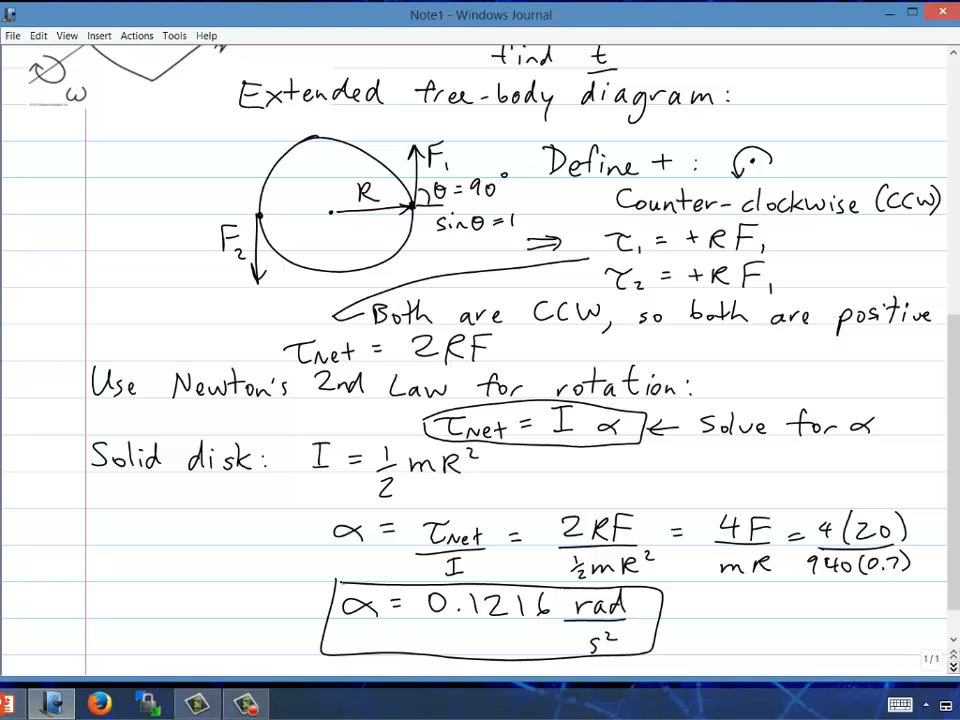 Note1 - Windows Journal
File Edit View Insert Actions Tools Help
find t
ω
Extended free-body diagram:
F₁
θ = 90°
R
sinθ = 1
F₂
Define + :
Counter-clockwise (CCW)
⇒ τ₁ = +RF₁
τ₂ = +RF₁
Both are CCW, so both are positive
τNet = 2RF
Use Newton's 2nd Law for rotation:
τNet = I α ← Solve for α
Solid disk: I = 1/2 mR²
α = τNet/I = 2RF/(½mR²) = 4F/mR = 4(20)/940(0.7)
α = 0.1216 rad/s²
1/1